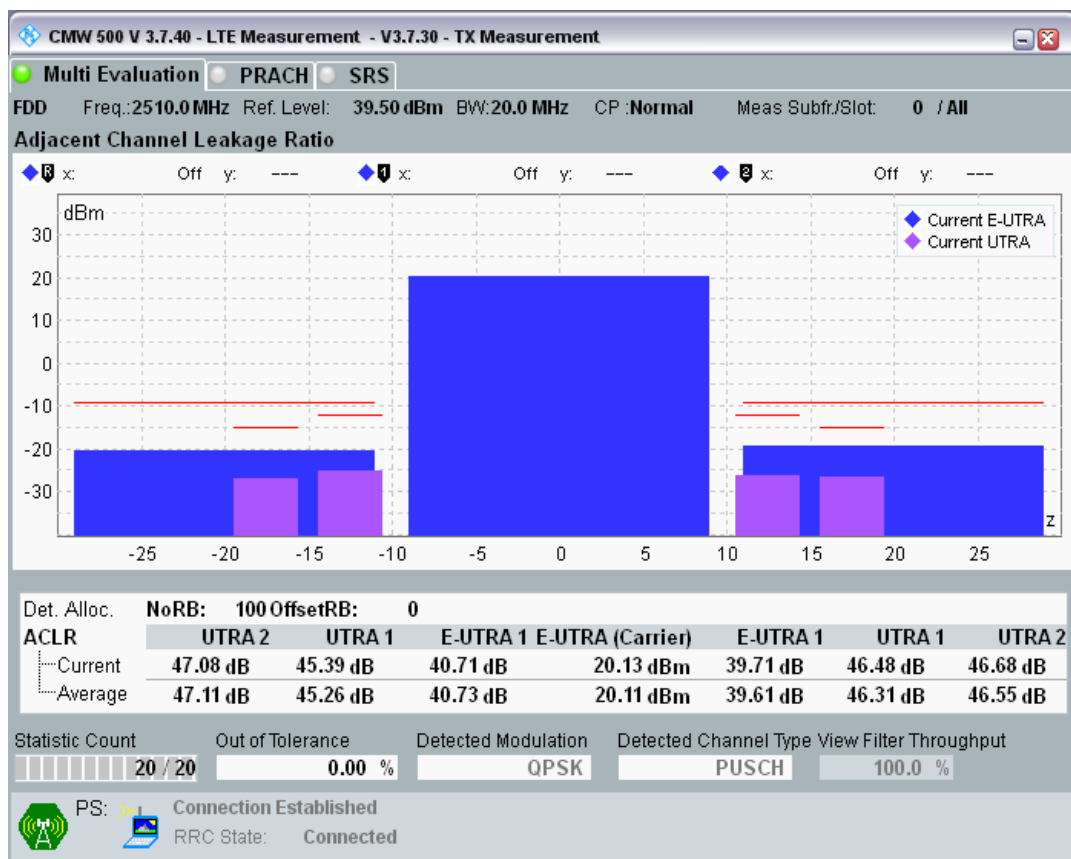 CMW 500 V 3.7.40 - LTE Measurement - V3.7.30 - TX Measurement
Multi Evaluation PRACH SRS
FDD Freq.:2510.0 MHz Ref. Level: 39.50 dBm BW:20.0 MHz CP :Normal Meas Subfr./Slot: 0 / All
Adjacent Channel Leakage Ratio
R x: Off y: --- 1 x: Off y: --- 2 x: Off y: ---
dBm
Current E-UTRA
Current UTRA
30
20
10
0
-10
-20
-30
z
-25 -20 -15 -10 -5 0 5 10 15 20 25
Det. Alloc. NoRB: 100 OffsetRB: 0
ACLR UTRA 2 UTRA 1 E-UTRA 1 E-UTRA (Carrier) E-UTRA 1 UTRA 1 UTRA 2
Current 47.08 dB 45.39 dB 40.71 dB 20.13 dBm 39.71 dB 46.48 dB 46.68 dB
Average 47.11 dB 45.26 dB 40.73 dB 20.11 dBm 39.61 dB 46.31 dB 46.55 dB
Statistic Count Out of Tolerance Detected Modulation Detected Channel Type View Filter Throughput
20 / 20 0.00 % QPSK PUSCH 100.0 %
PS: Connection Established
RRC State: Connected